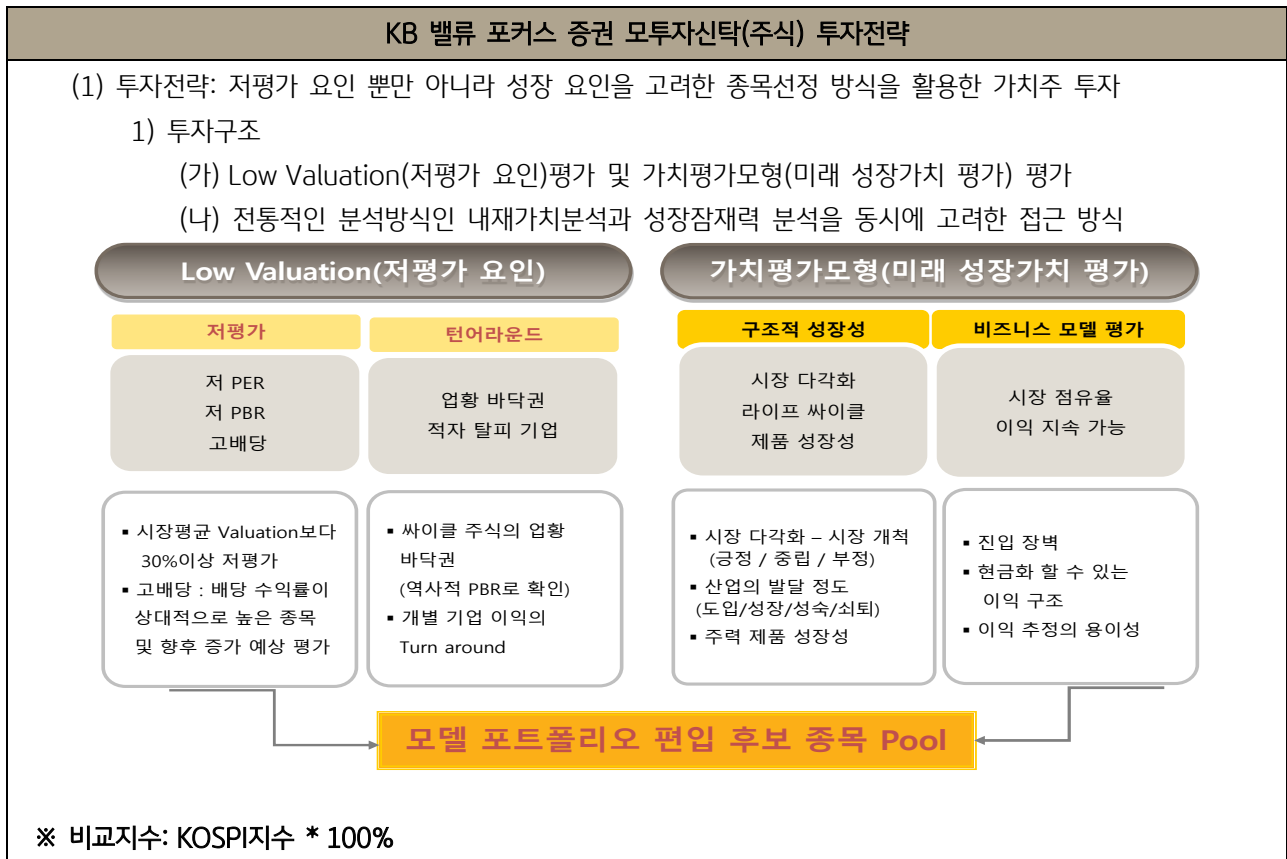 KB 밸류 포커스 증권 모투자신탁(주식) 투자전략
(1) 투자전략: 저평가 요인 뿐만 아니라 성장 요인을 고려한 종목선정 방식을 활용한 가치주 투자
1) 투자구조
(가) Low Valuation(저평가 요인)평가 및 가치평가모형(미래 성장가치 평가) 평가
(나) 전통적인 분석방식인 내재가치분석과 성장잠재력 분석을 동시에 고려한 접근 방식
Low Valuation(저평가 요인)
저평가
저 PER
저 PBR
고배당
▪ 시장평균 Valuation보다
30%이상 저평가
▪ 고배당 : 배당 수익률이
상대적으로 높은 종목
및 향후 증가 예상 평가
턴어라운드
업황 바닥권
적자 탈피 기업
▪ 싸이클 주식의 업황
바닥권
(역사적 PBR로 확인)
▪ 개별 기업 이익의
Turn around
가치평가모형(미래 성장가치 평가)
구조적 성장성
시장 다각화
라이프 싸이클
제품 성장성
▪ 시장 다각화 – 시장 개척
(긍정 / 중립 / 부정)
▪ 산업의 발달 정도
(도입/성장/성숙/쇠퇴)
▪ 주력 제품 성장성
비즈니스 모델 평가
시장 점유율
이익 지속 가능
▪ 진입 장벽
▪ 현금화 할 수 있는
이익 구조
▪ 이익 추정의 용이성
모델 포트폴리오 편입 후보 종목 Pool
※ 비교지수: KOSPI지수 * 100%